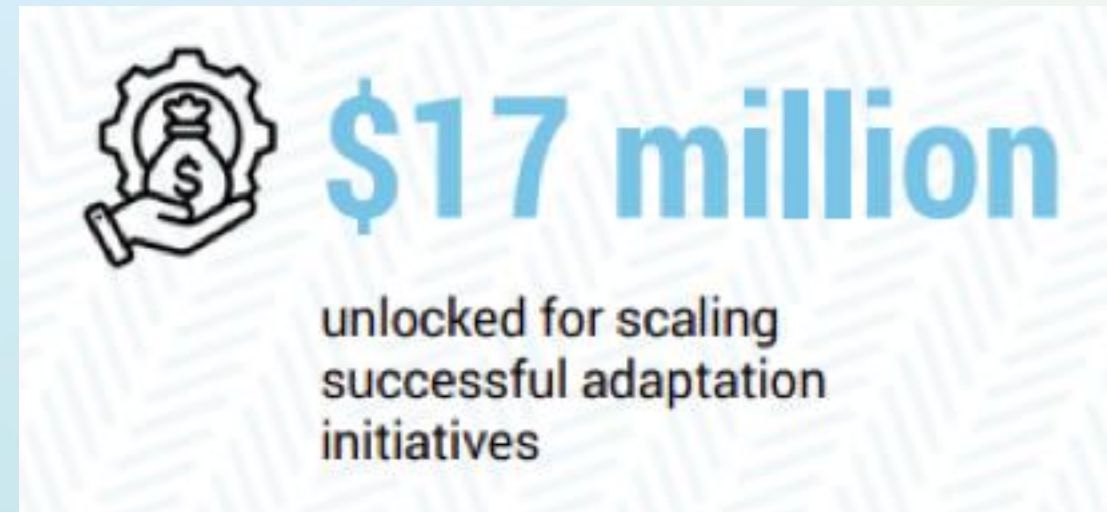 $
$17 million
unlocked for scaling
successful adaptation
initiatives